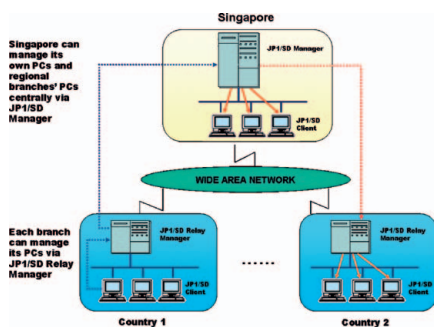 Singapore
Singapore can
manage its
own PCs and
regional
branches' PCs
centrally via
JP1/SD
Manager
JP1/SD Manager
JP1/SD
Client
WIDE AREA NETWORK
Each branch
can manage
its PCs via
JP1/SD Relay
Manager
JP1/SD Relay
Manager
JP1/SD
Client
......
JP1/SD Relay
Manager
JP1/SD
Client
Country 1
Country 2